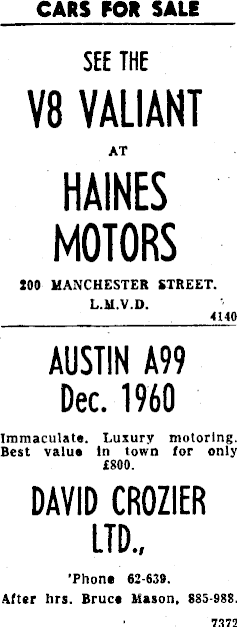 CARS FOR SALE
SEE THE
V8 VALIANT
AT
HAINES
MOTORS
200 MANCHESTER STREET.
L.M.V.D.
4140
AUSTIN A99
Dec. 1960
Immaculate. Luxury motoring.
Best value in town for only
£800.
DAVID CROZIER
LTD.,
'Phone 62-639.
After hrs. Bruce Mason, 885-988.
7372